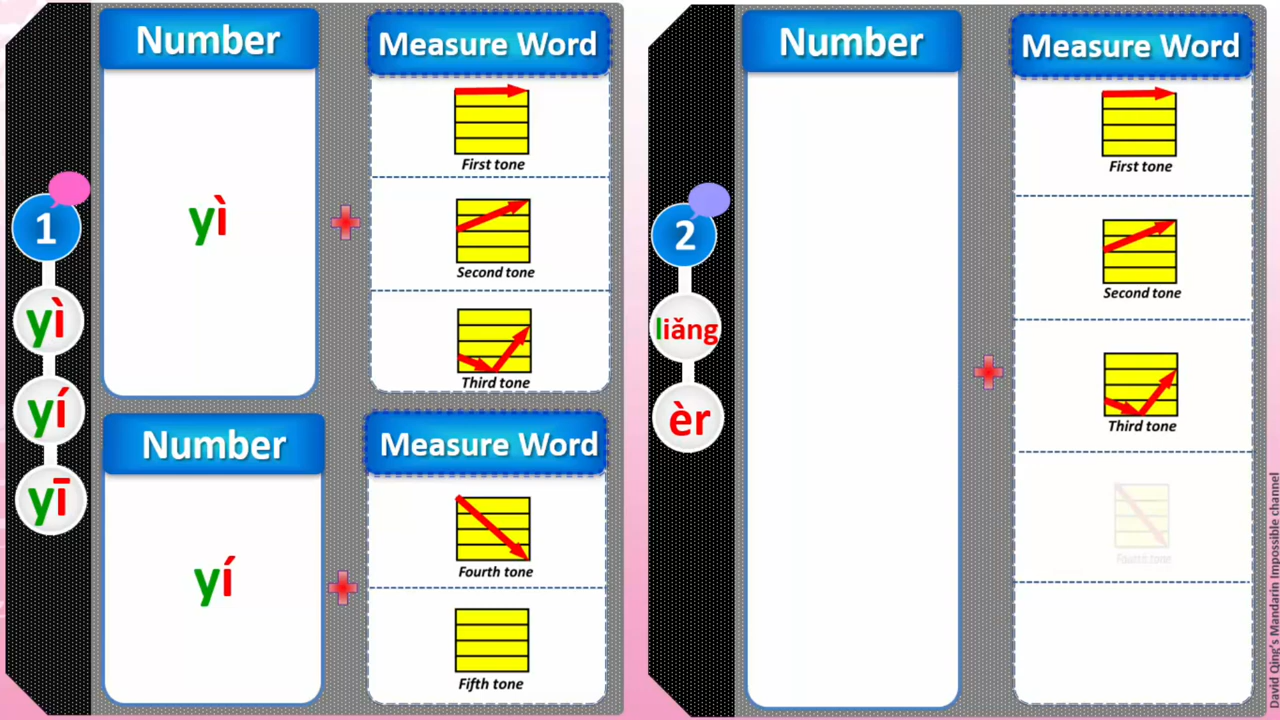 Number
Measure Word
First tone
1
yì
Second tone
yì
Third tone
yí
yī
Number
Measure Word
yí
Fourth tone
Fifth tone
Number
Measure Word
First tone
2
Second tone
liǎng
èr
Third tone
Fourth tone
David Qing's Mandarin Impossible channel